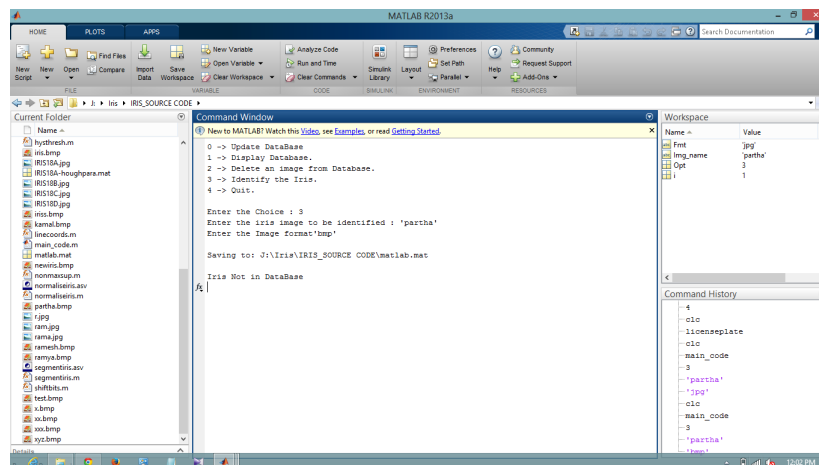 MATLAB R2013a
HOME PLOTS APPS
Search Documentation
New Script
New
Open
Find Files
Compare
Import Data
Save Workspace
New Variable
Open Variable
Clear Workspace
Analyze Code
Run and Time
Clear Commands
Simulink Library
Layout
Preferences
Set Path
Parallel
Help
Community
Request Support
Add-Ons
FILE VARIABLE CODE SIMULINK ENVIRONMENT RESOURCES
J: Iris IRIS_SOURCE CODE
Current Folder
Name
hysthresh.m
iris.bmp
IRIS18A.jpg
IRIS18A-houghpara.mat
IRIS18B.jpg
IRIS18C.jpg
IRIS18D.jpg
iriss.bmp
kamal.bmp
linecoords.m
main_code.m
matlab.mat
newiris.bmp
nonmaxsup.m
normaliseiris.asv
normaliseiris.m
partha.bmp
r.jpg
ram.jpg
rama.jpg
ramesh.bmp
ramya.bmp
segmentiris.asv
segmentiris.m
shiftbits.m
test.bmp
x.bmp
xx.bmp
xxx.bmp
xyz.bmp
Details
Command Window
New to MATLAB? Watch this Video, see Examples, or read Getting Started.
0 -> Update DataBase
1 -> Display Database.
2 -> Delete an image from Database.
3 -> Identify the Iris.
4 -> Quit.
Enter the Choice : 3
Enter the iris image to be identified : 'partha'
Enter the Image format'bmp'
Saving to: J:\Iris\IRIS_SOURCE CODE\matlab.mat
Iris Not in DataBase
fx
Workspace
Name Value
Fmt 'jpg'
Img_name 'partha'
Opt 3
i 1
Command History
4
clc
licenseplate
clc
main_code
3
'partha'
'jpg'
clc
main_code
3
'partha'
'bmp'
12:02 PM